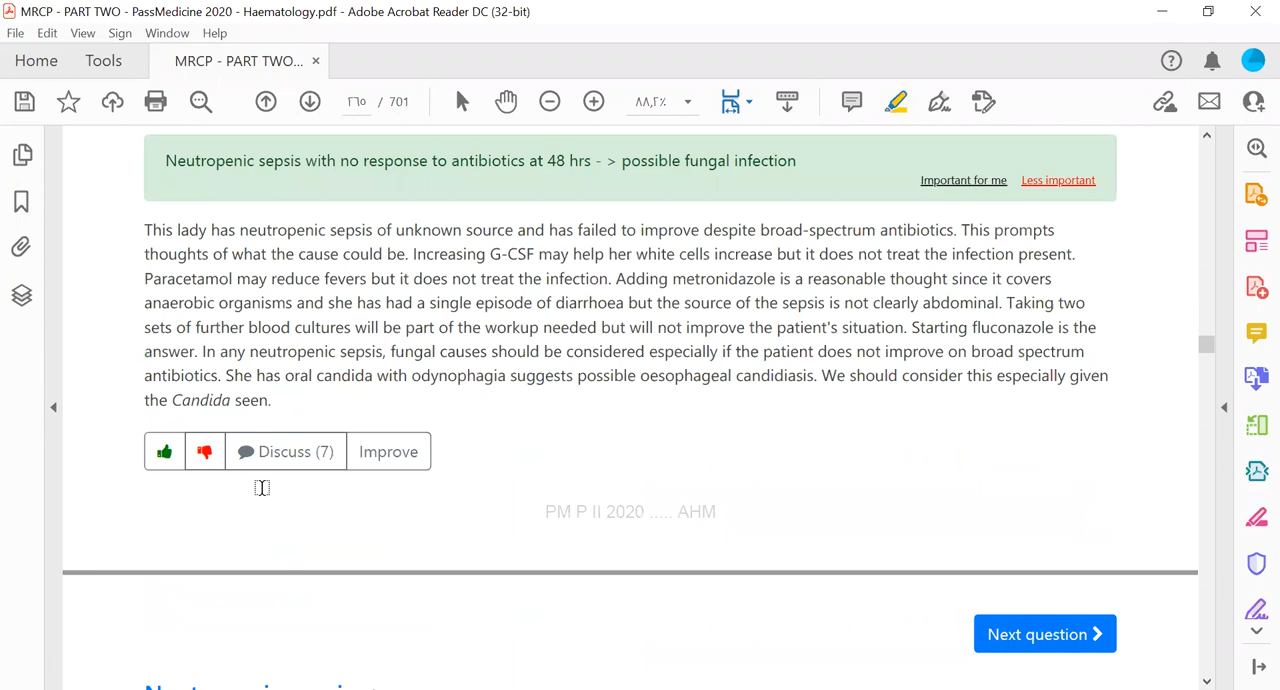 MRCP - PART TWO - PassMedicine 2020 - Haematology.pdf - Adobe Acrobat Reader DC (32-bit)
File Edit View Sign Window Help
Home Tools MRCP - PART TWO... ×
٢٦٥ / 701 ٨٨,٢٪
Neutropenic sepsis with no response to antibiotics at 48 hrs - > possible fungal infection
Important for me Less important
This lady has neutropenic sepsis of unknown source and has failed to improve despite broad-spectrum antibiotics. This prompts
thoughts of what the cause could be. Increasing G-CSF may help her white cells increase but it does not treat the infection present.
Paracetamol may reduce fevers but it does not treat the infection. Adding metronidazole is a reasonable thought since it covers
anaerobic organisms and she has had a single episode of diarrhoea but the source of the sepsis is not clearly abdominal. Taking two
sets of further blood cultures will be part of the workup needed but will not improve the patient's situation. Starting fluconazole is the
answer. In any neutropenic sepsis, fungal causes should be considered especially if the patient does not improve on broad spectrum
antibiotics. She has oral candida with odynophagia suggests possible oesophageal candidiasis. We should consider this especially given
the Candida seen.
Discuss (7) Improve
PM P II 2020 ..... AHM
Next question